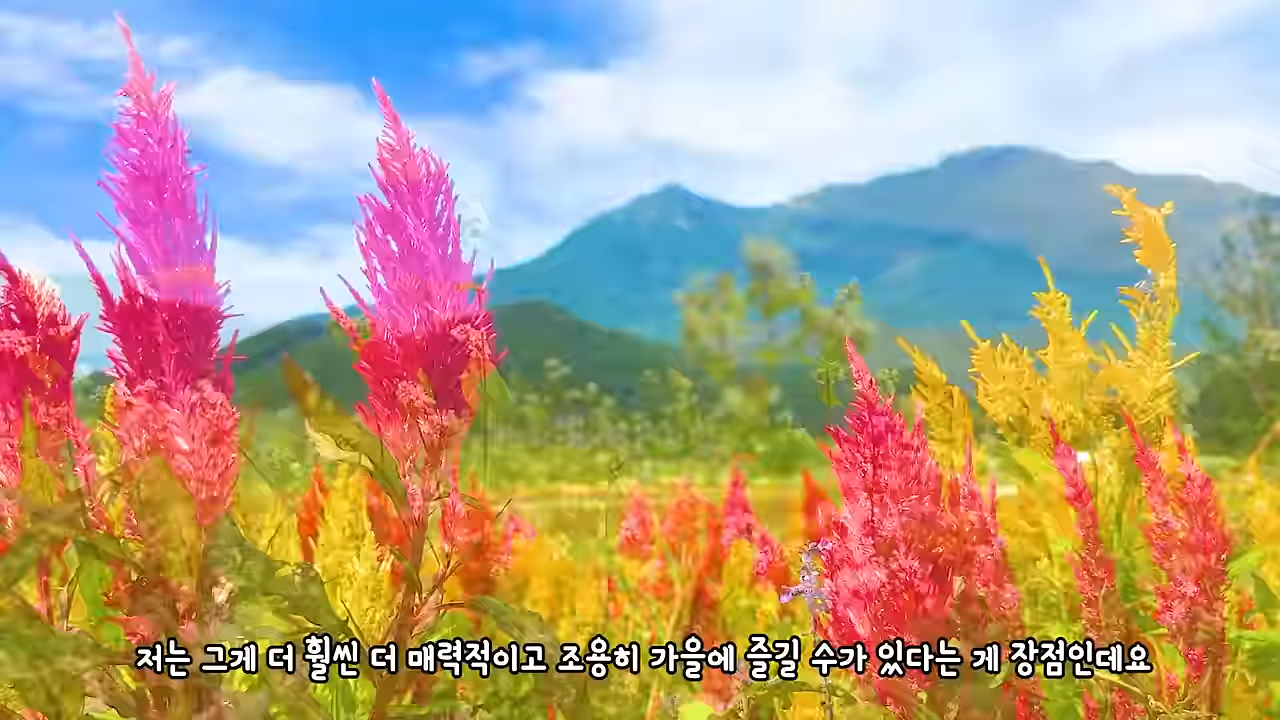 저는 그게 더 훨씬 더 매력적이고 조용히 가을에 즐길 수가 있다는 게 장점인데요